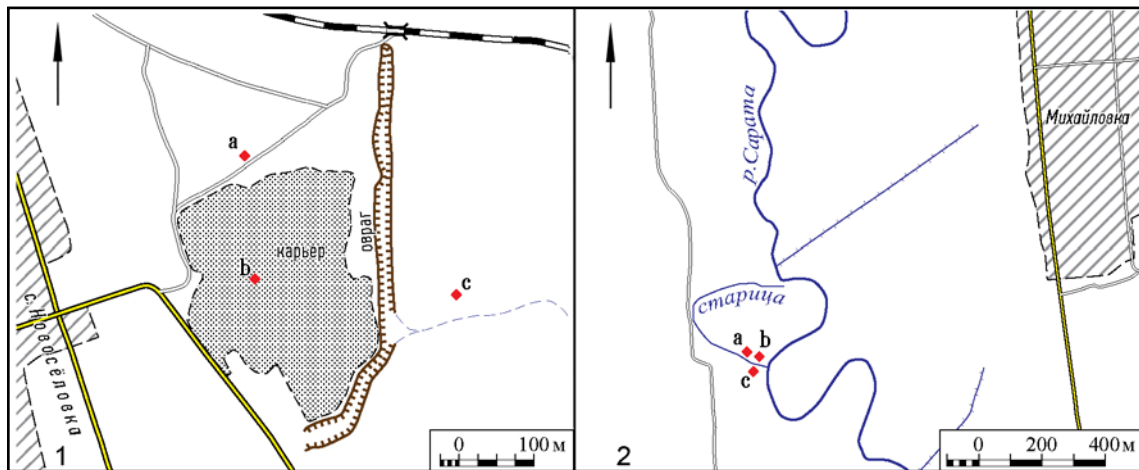 a
овраг
карьер
b
c
с. Новосёловка
1
0 100 м
р. Сарата
Михайловка
старица
a
b
c
2
0 200 400 м